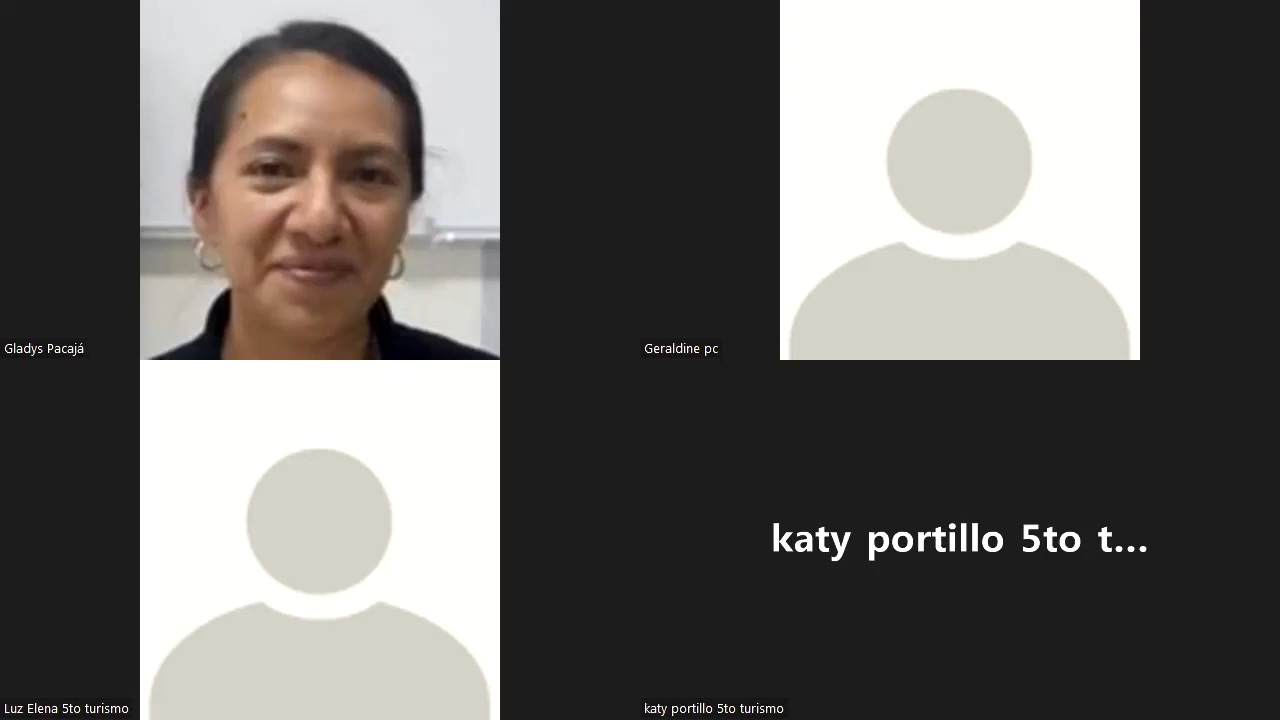 Gladys Pacajá
Geraldine pc
katy portillo 5to t...
Luz Elena 5to turismo
katy portillo 5to turismo